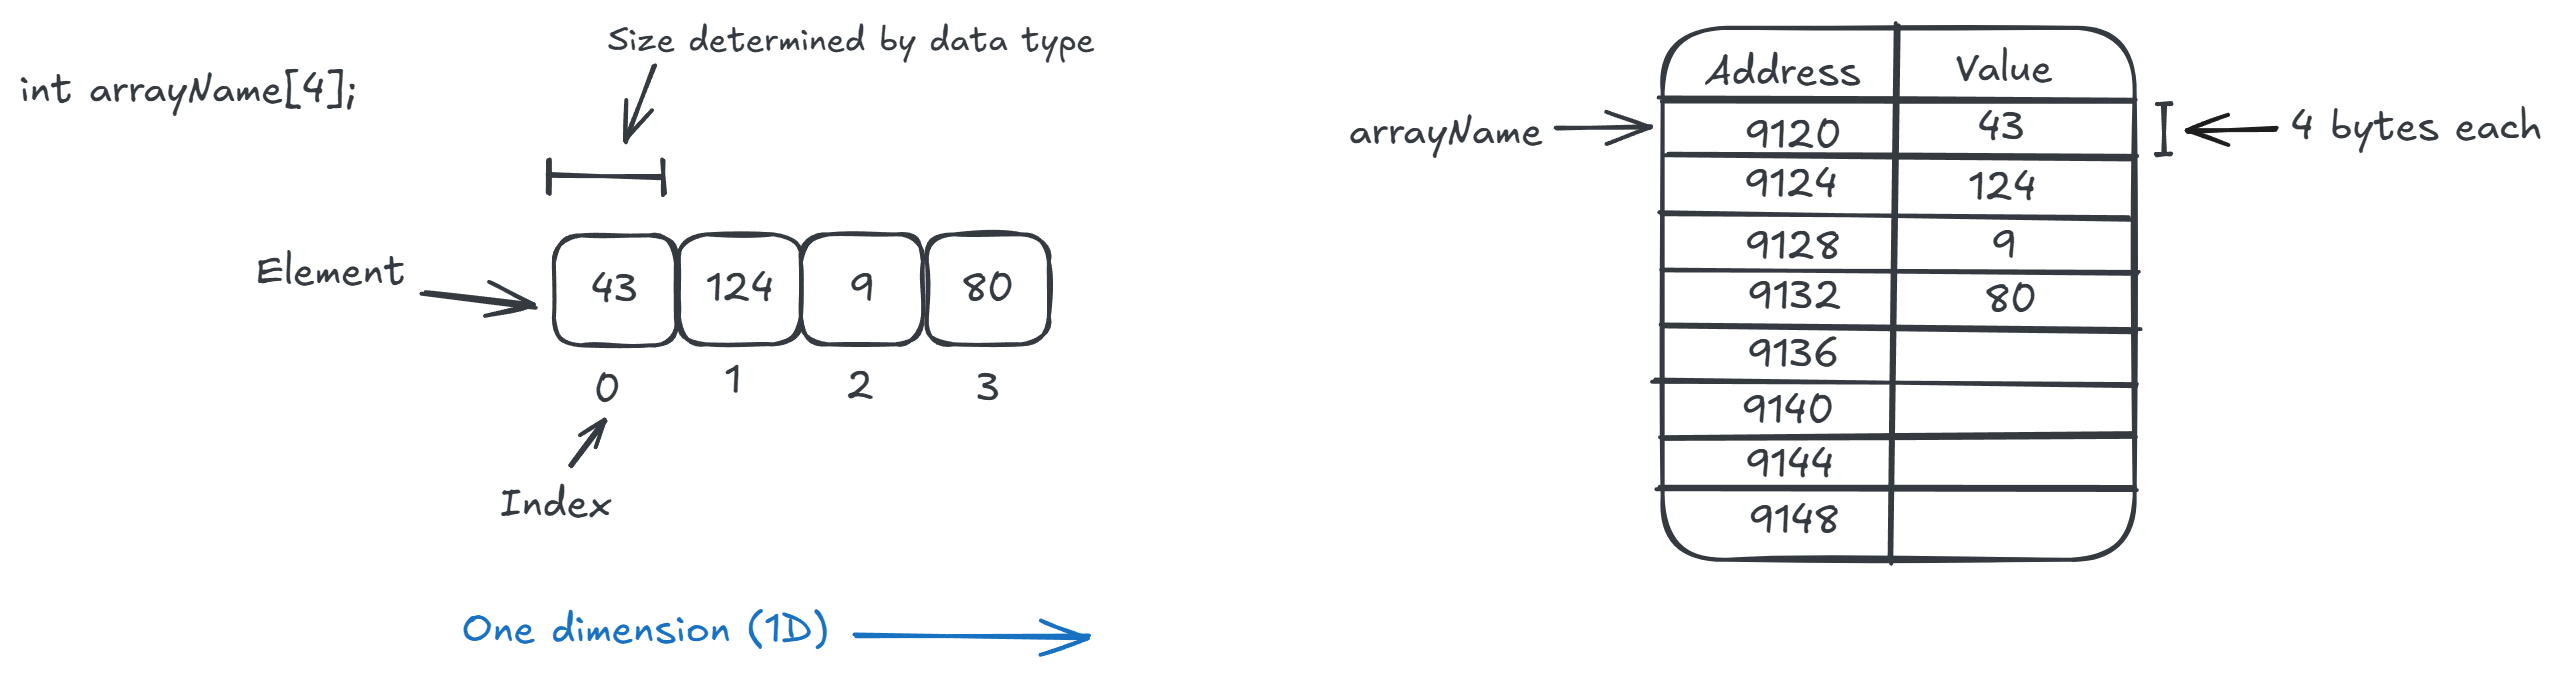 Size determined by data type
int arrayName[4];
Element
43 124 9 80
0 1 2 3
Index
One dimension (1D)
Address Value
arrayName 9120 43 4 bytes each
9124 124
9128 9
9132 80
9136
9140
9144
9148